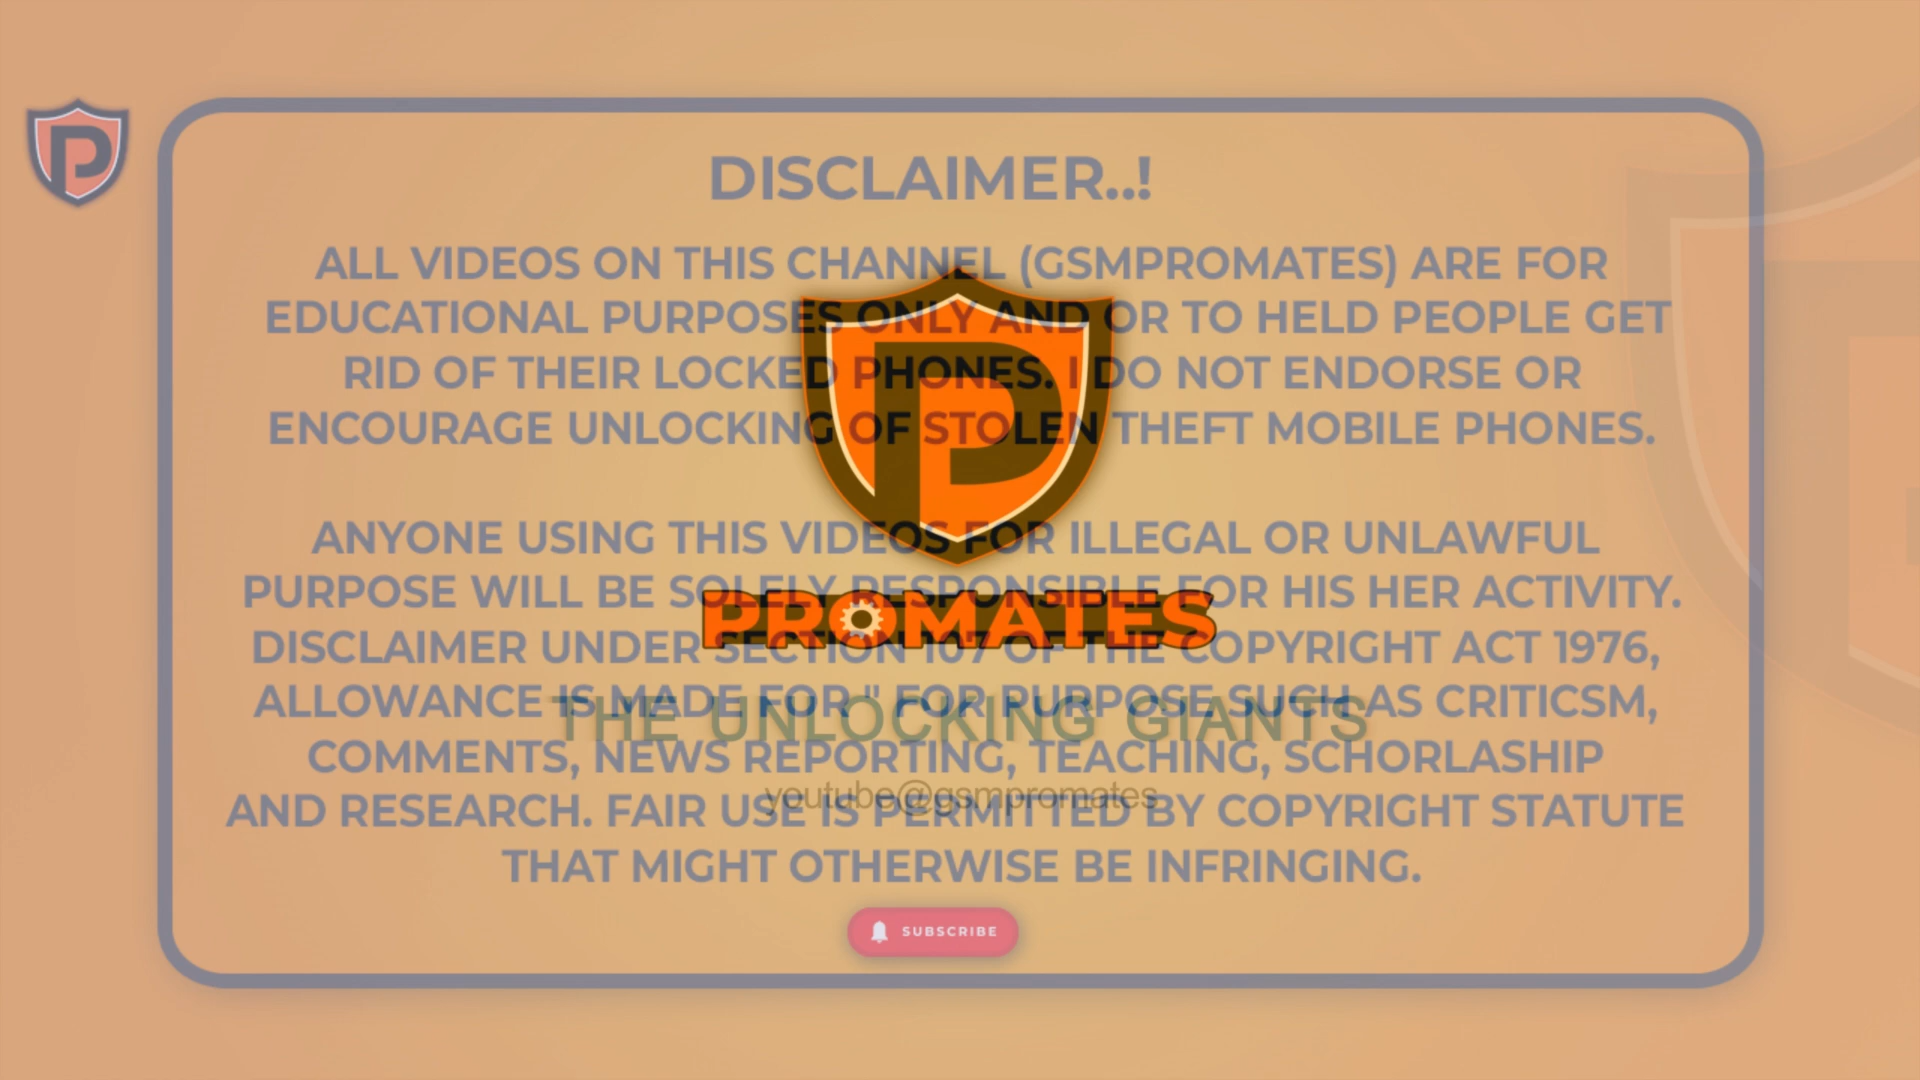 DISCLAIMER..!
ALL VIDEOS ON THIS CHANNEL (GSMPROMATES) ARE FOR
EDUCATIONAL PURPOSES ONLY AND OR TO HELD PEOPLE GET
RID OF THEIR LOCKED PHONES. I DO NOT ENDORSE OR
ENCOURAGE UNLOCKING OF STOLEN THEFT MOBILE PHONES.
ANYONE USING THIS VIDEOS FOR ILLEGAL OR UNLAWFUL
PURPOSE WILL BE SOLELY RESPONSIBLE FOR HIS HER ACTIVITY.
DISCLAIMER UNDER SECTION 107 OF THE COPYRIGHT ACT 1976,
ALLOWANCE IS MADE FOR " FOR PURPOSE SUCH AS CRITICSM,
COMMENTS, NEWS REPORTING, TEACHING, SCHORLASHIP
AND RESEARCH. FAIR USE IS PERMITTED BY COPYRIGHT STATUTE
THAT MIGHT OTHERWISE BE INFRINGING.
SUBSCRIBE
PROMATES
THE UNLOCKING GIANTS
youtube@gsmpromates